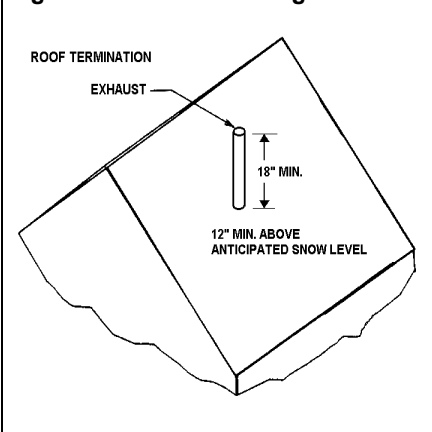 ROOF TERMINATION
EXHAUST
18" MIN.
12" MIN. ABOVE
ANTICIPATED SNOW LEVEL